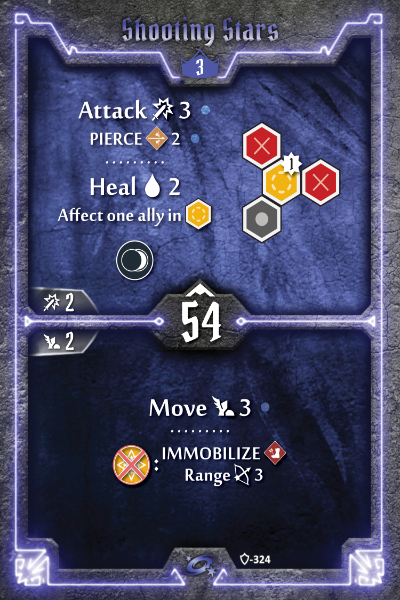 Shooting Stars
3
Attack 3
PIERCE 2
1
Heal 2
Affect one ally in
2
54
2
Move 3
: IMMOBILIZE
Range 3
-324